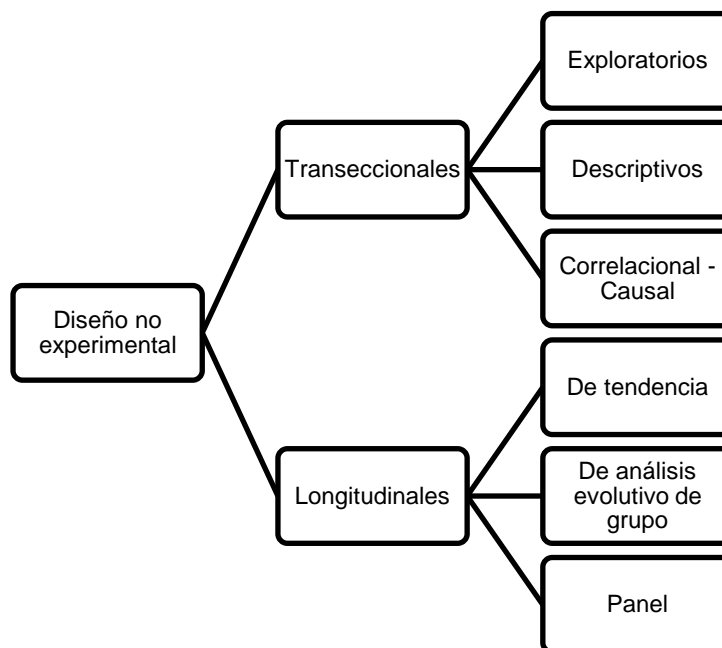 Exploratorios
Transeccionales
Descriptivos
Correlacional -
Causal
Diseño no
experimental
De tendencia
Longitudinales
De análisis
evolutivo de
grupo
Panel